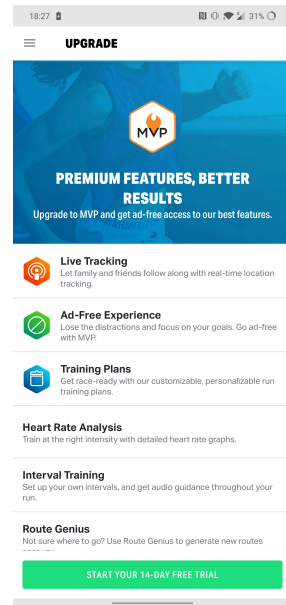 18:27
31%
UPGRADE
MVP
PREMIUM FEATURES, BETTER
RESULTS
Upgrade to MVP and get ad-free access to our best features.
Live Tracking
Let family and friends follow along with real-time location
tracking.
Ad-Free Experience
Lose the distractions and focus on your goals. Go ad-free
with MVP.
Training Plans
Get race-ready with our customizable, personalizable run
training plans.
Heart Rate Analysis
Train at the right intensity with detailed heart rate graphs.
Interval Training
Set up your own intervals, and get audio guidance throughout your
run.
Route Genius
Not sure where to go? Use Route Genius to generate new routes
START YOUR 14-DAY FREE TRIAL